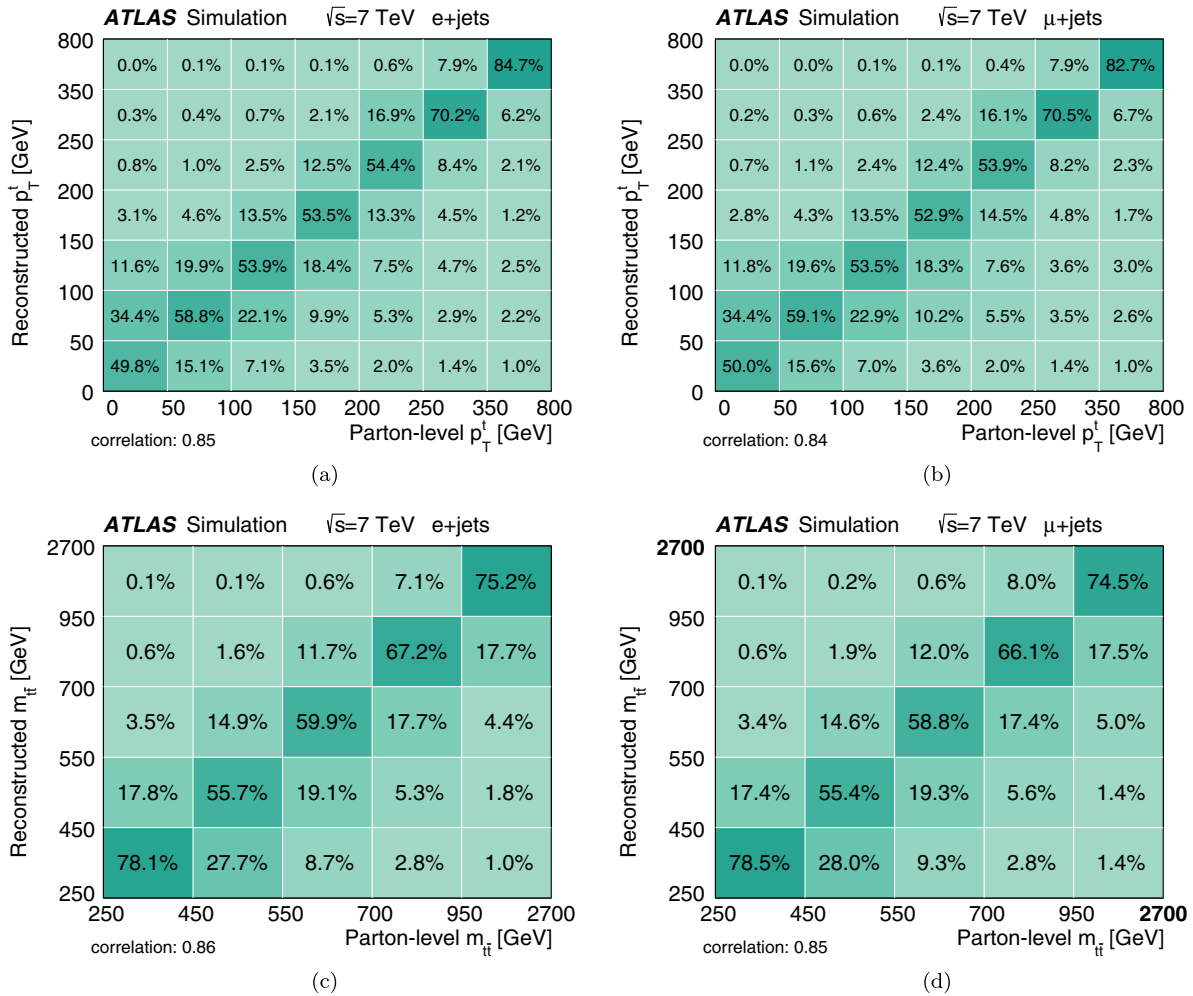 ATLAS Simulation √s=7 TeV e+jets
Reconstructed p_T^t [GeV]
800
0.0% 0.1% 0.1% 0.1% 0.6% 7.9% 84.7%
350
0.3% 0.4% 0.7% 2.1% 16.9% 70.2% 6.2%
250
0.8% 1.0% 2.5% 12.5% 54.4% 8.4% 2.1%
200
3.1% 4.6% 13.5% 53.5% 13.3% 4.5% 1.2%
150
11.6% 19.9% 53.9% 18.4% 7.5% 4.7% 2.5%
100
34.4% 58.8% 22.1% 9.9% 5.3% 2.9% 2.2%
50
49.8% 15.1% 7.1% 3.5% 2.0% 1.4% 1.0%
0
0 50 100 150 200 250 350 800
Parton-level p_T^t [GeV]
correlation: 0.85
(a)
ATLAS Simulation √s=7 TeV μ+jets
Reconstructed p_T^t [GeV]
800
0.0% 0.0% 0.1% 0.1% 0.4% 7.9% 82.7%
350
0.2% 0.3% 0.6% 2.4% 16.1% 70.5% 6.7%
250
0.7% 1.1% 2.4% 12.4% 53.9% 8.2% 2.3%
200
2.8% 4.3% 13.5% 52.9% 14.5% 4.8% 1.7%
150
11.8% 19.6% 53.5% 18.3% 7.6% 3.6% 3.0%
100
34.4% 59.1% 22.9% 10.2% 5.5% 3.5% 2.6%
50
50.0% 15.6% 7.0% 3.6% 2.0% 1.4% 1.0%
0
0 50 100 150 200 250 350 800
Parton-level p_T^t [GeV]
correlation: 0.84
(b)
ATLAS Simulation √s=7 TeV e+jets
Reconstructed m_tt̄ [GeV]
2700
0.1% 0.1% 0.6% 7.1% 75.2%
950
0.6% 1.6% 11.7% 67.2% 17.7%
700
3.5% 14.9% 59.9% 17.7% 4.4%
550
17.8% 55.7% 19.1% 5.3% 1.8%
450
78.1% 27.7% 8.7% 2.8% 1.0%
250
250 450 550 700 950 2700
Parton-level m_tt̄ [GeV]
correlation: 0.86
(c)
ATLAS Simulation √s=7 TeV μ+jets
Reconstructed m_tt̄ [GeV]
2700
0.1% 0.2% 0.6% 8.0% 74.5%
950
0.6% 1.9% 12.0% 66.1% 17.5%
700
3.4% 14.6% 58.8% 17.4% 5.0%
550
17.4% 55.4% 19.3% 5.6% 1.4%
450
78.5% 28.0% 9.3% 2.8% 1.4%
250
250 450 550 700 950 2700
Parton-level m_tt̄ [GeV]
correlation: 0.85
(d)